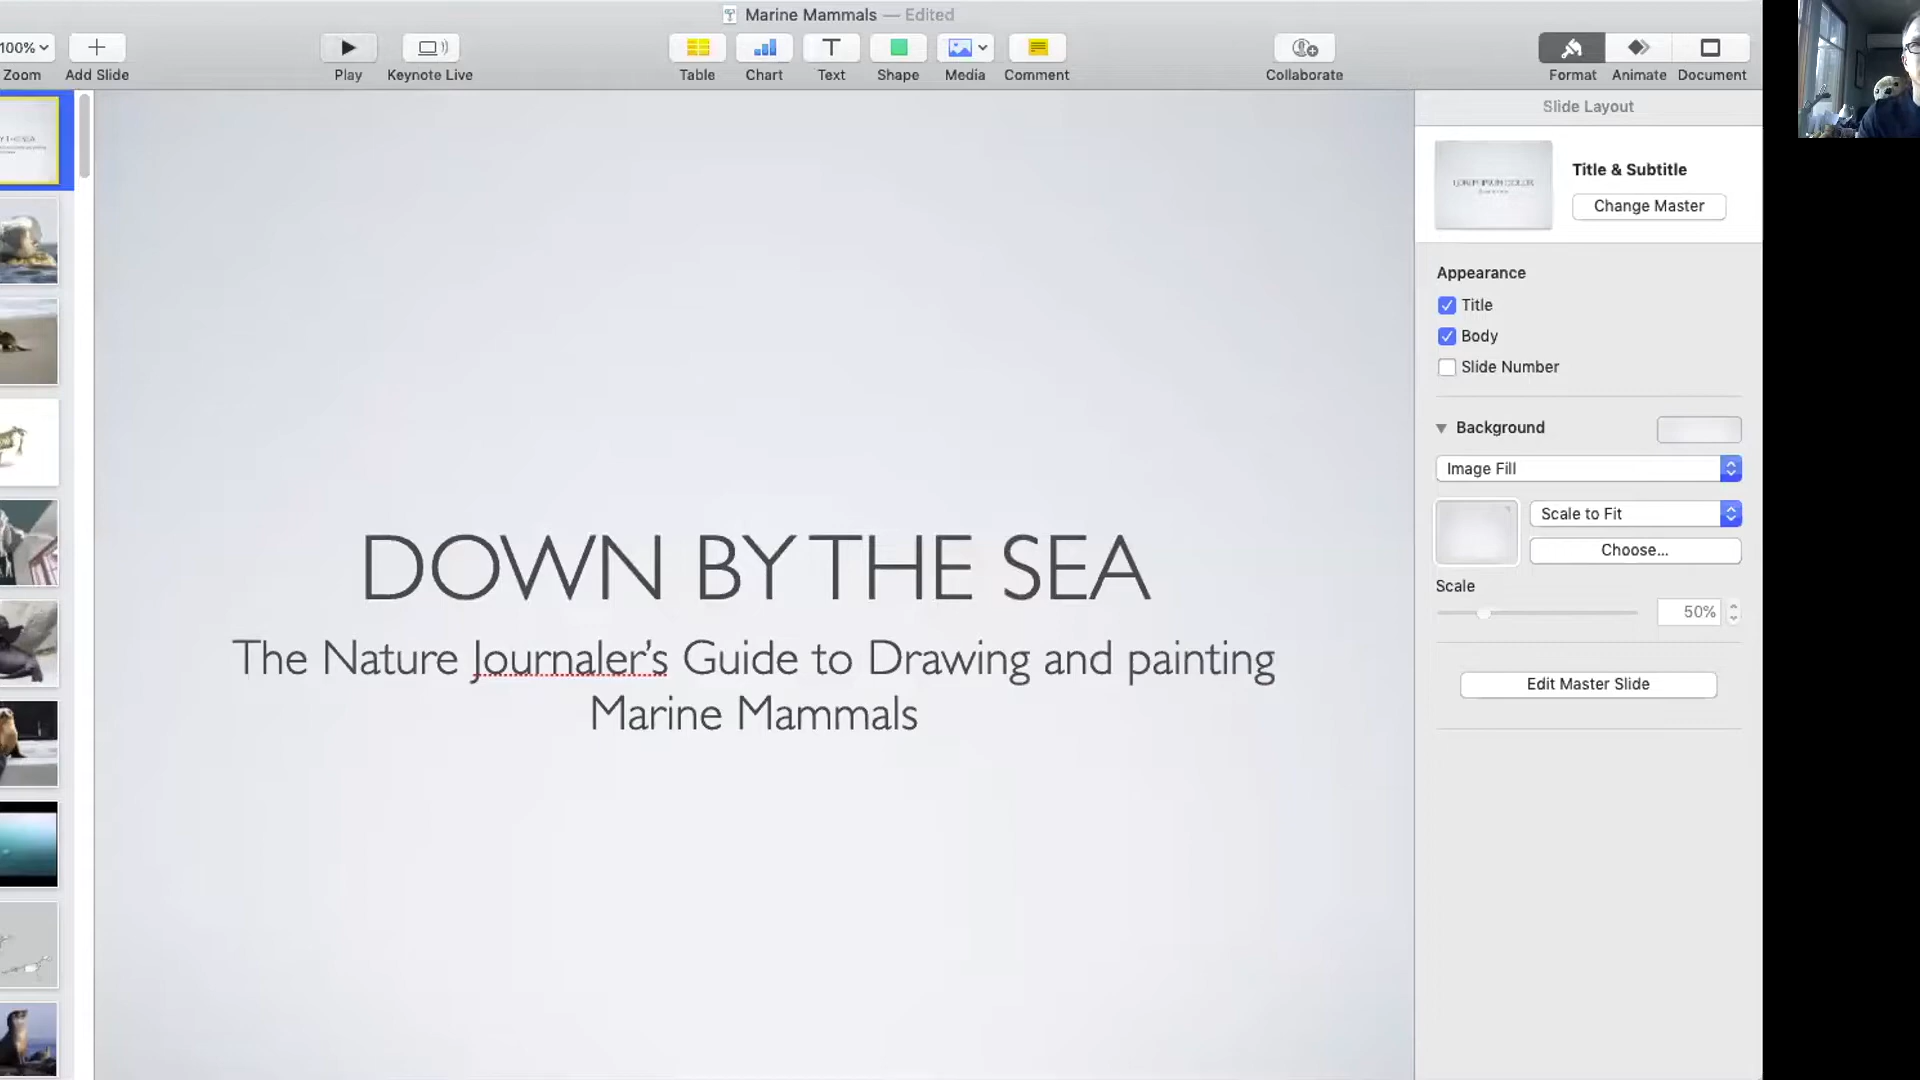 Marine Mammals — Edited
100%
Zoom
Add Slide
Play
Keynote Live
Table
Chart
Text
Shape
Media
Comment
Collaborate
Format
Animate
Document
Slide Layout
Title & Subtitle
Change Master
Appearance
Title
Body
Slide Number
Background
Image Fill
Scale to Fit
Choose...
Scale
50%
Edit Master Slide
DOWN BY THE SEA
The Nature Journaler’s Guide to Drawing and painting
Marine Mammals